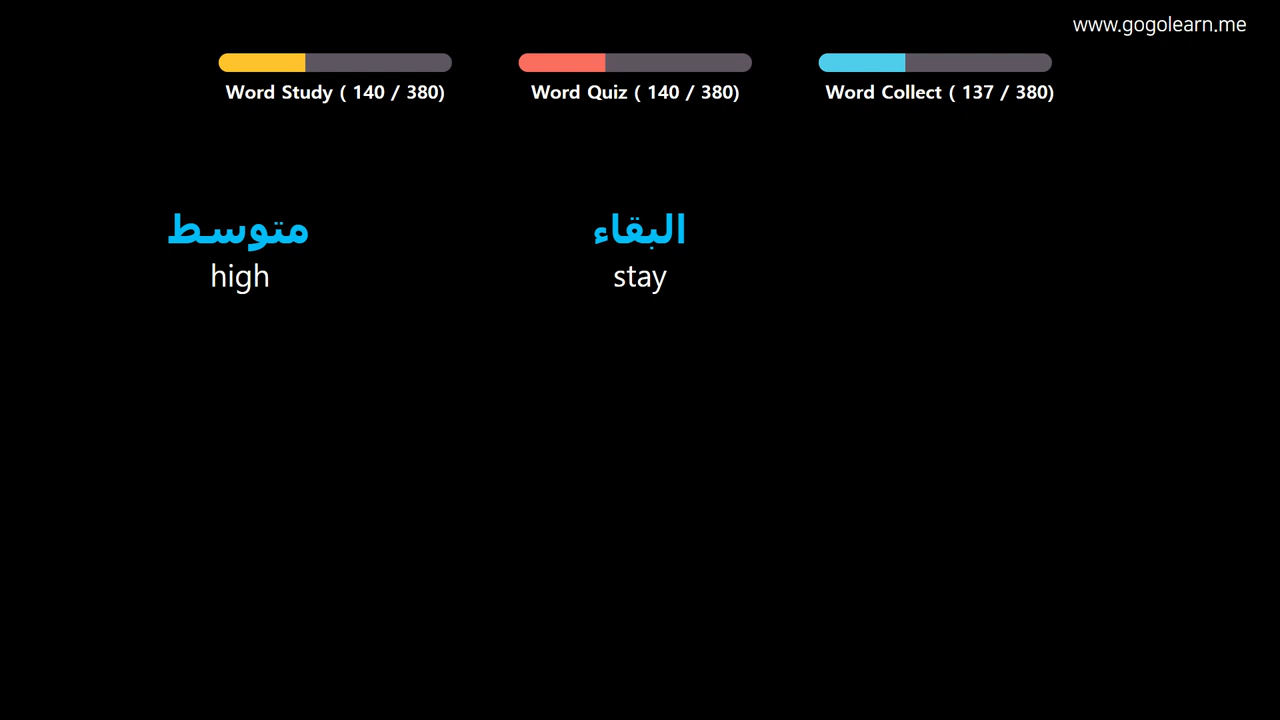 www.gogolearn.me
Word Study ( 140 / 380)
Word Quiz ( 140 / 380)
Word Collect ( 137 / 380)
متوسط
high
البقاء
stay